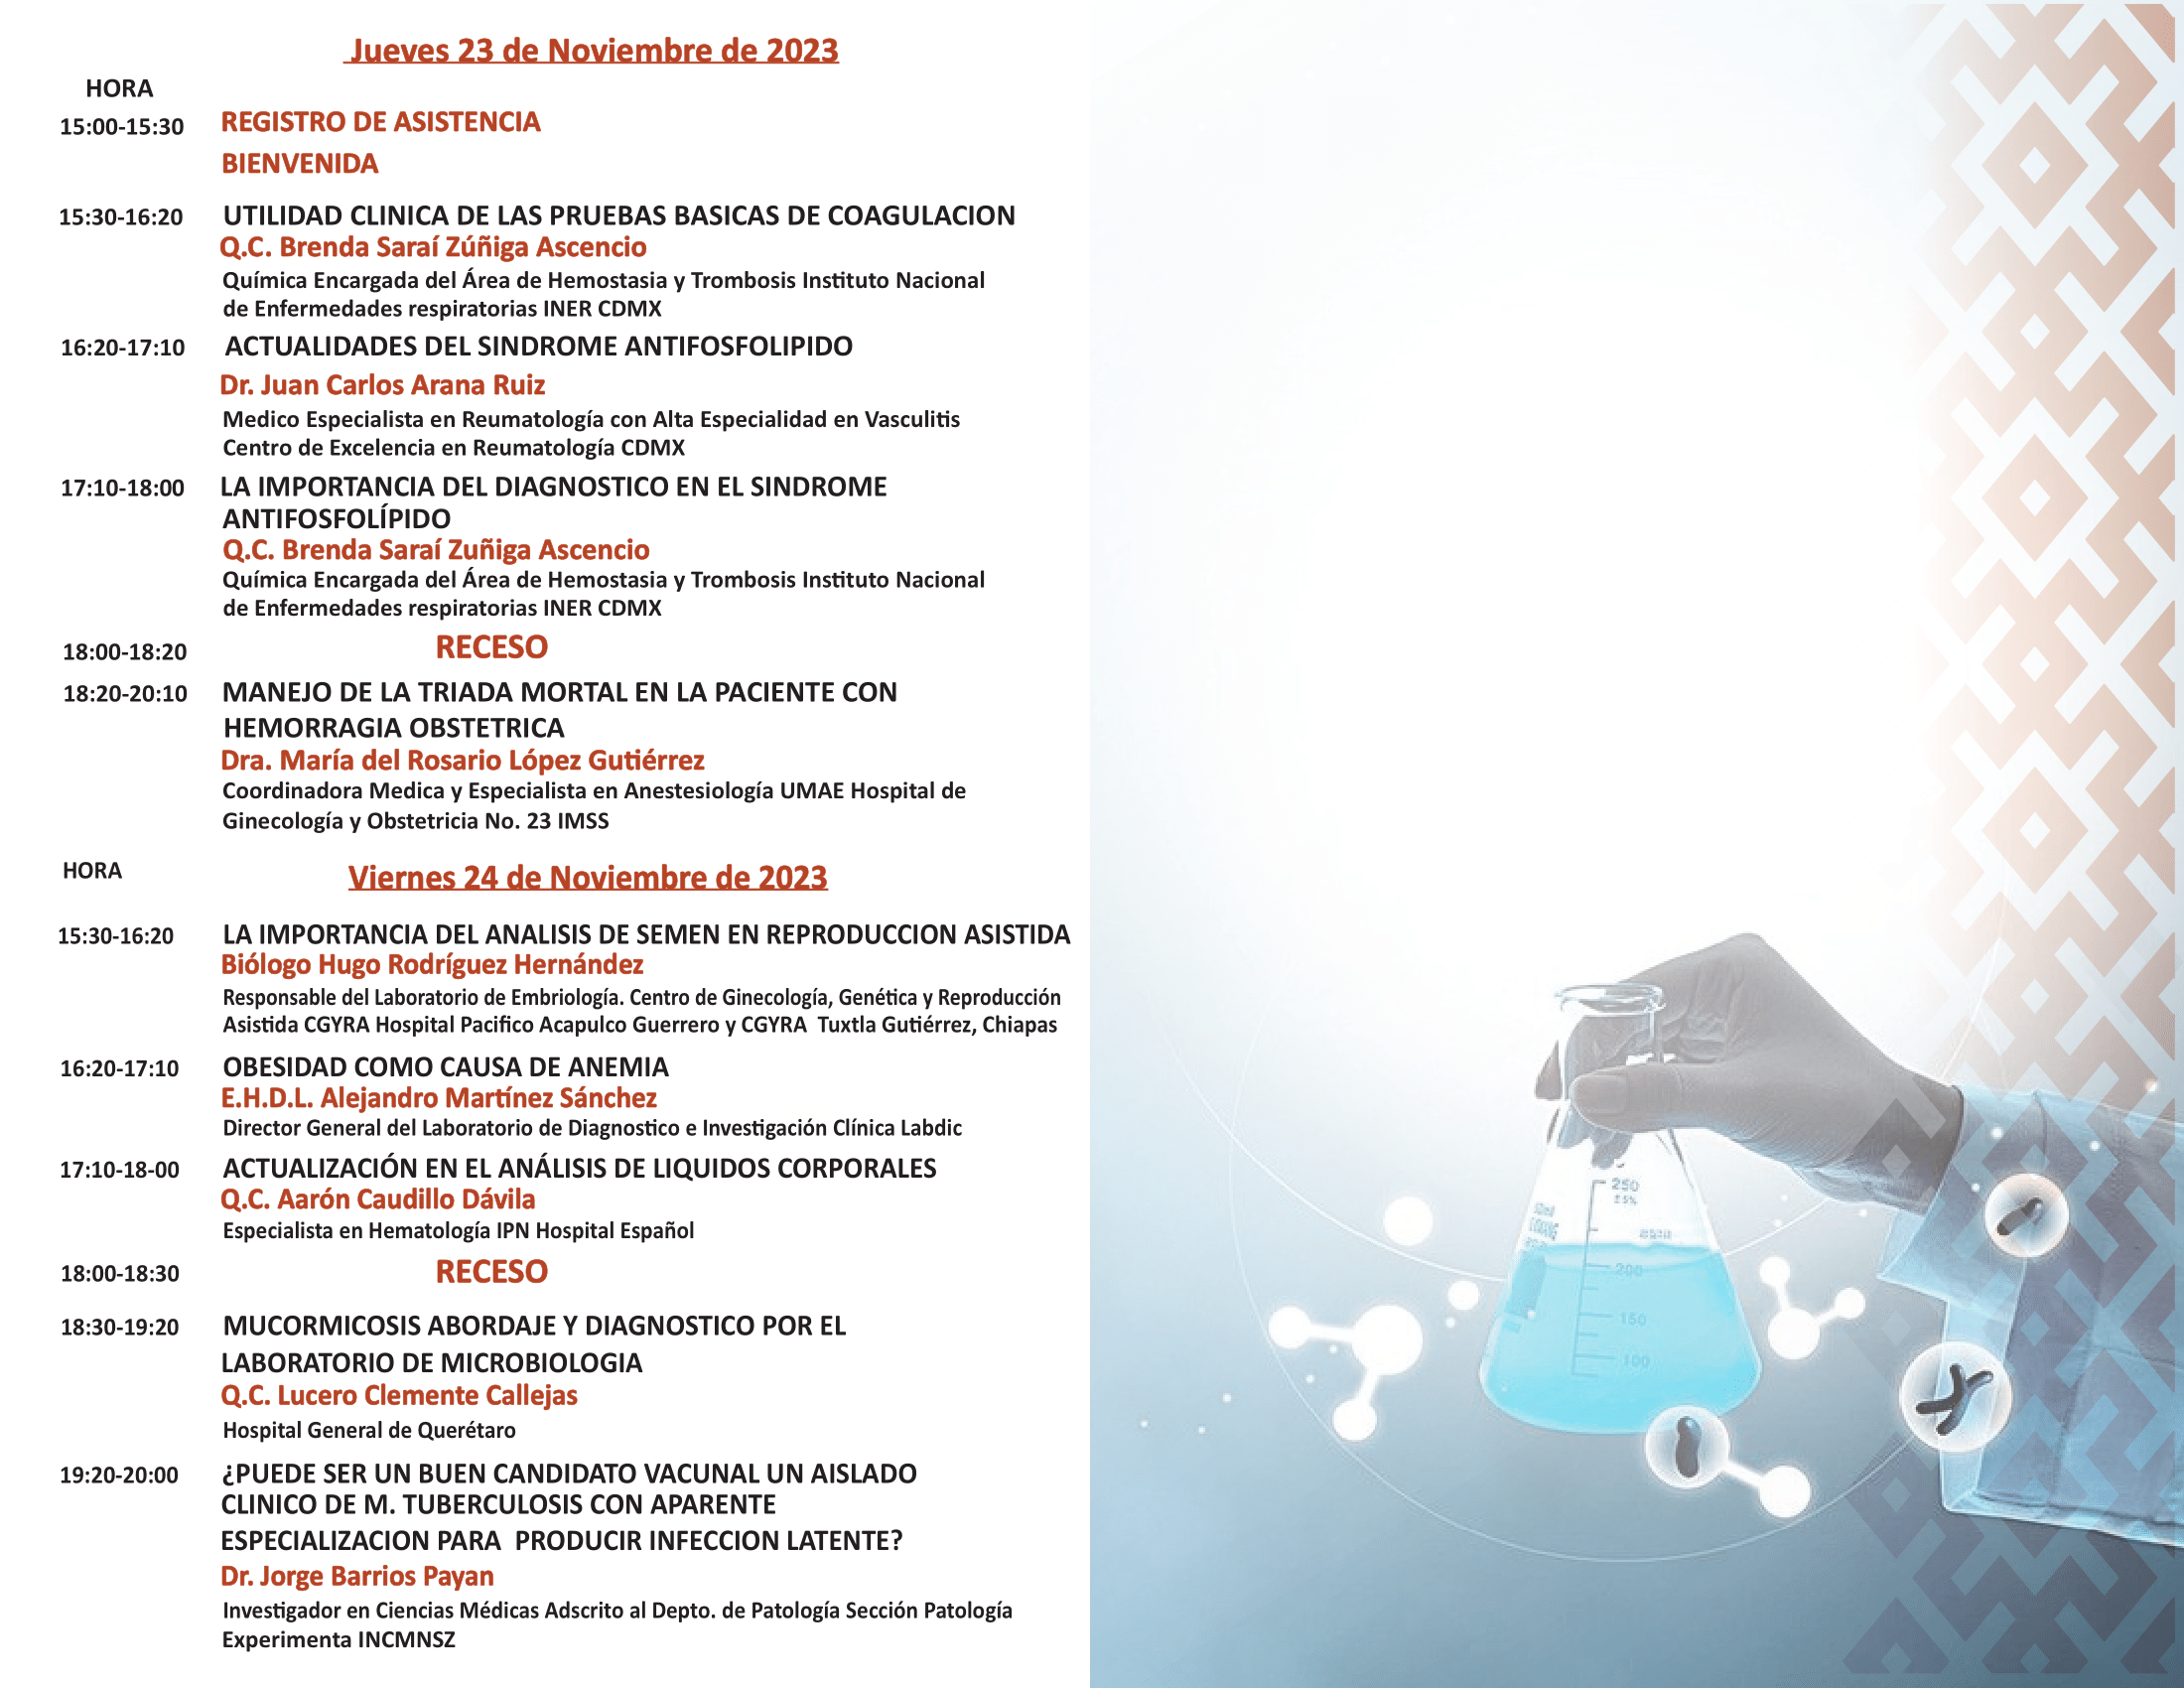 Jueves 23 de Noviembre de 2023
HORA
15:00-15:30 REGISTRO DE ASISTENCIA
BIENVENIDA
15:30-16:20 UTILIDAD CLINICA DE LAS PRUEBAS BASICAS DE COAGULACION
Q.C. Brenda Saraí Zúñiga Ascencio
Química Encargada del Área de Hemostasia y Trombosis Instituto Nacional
de Enfermedades respiratorias INER CDMX
16:20-17:10 ACTUALIDADES DEL SINDROME ANTIFOSFOLIPIDO
Dr. Juan Carlos Arana Ruiz
Medico Especialista en Reumatología con Alta Especialidad en Vasculitis
Centro de Excelencia en Reumatología CDMX
17:10-18:00 LA IMPORTANCIA DEL DIAGNOSTICO EN EL SINDROME
ANTIFOSFOLÍPIDO
Q.C. Brenda Saraí Zuñiga Ascencio
Química Encargada del Área de Hemostasia y Trombosis Instituto Nacional
de Enfermedades respiratorias INER CDMX
18:00-18:20 RECESO
18:20-20:10 MANEJO DE LA TRIADA MORTAL EN LA PACIENTE CON
HEMORRAGIA OBSTETRICA
Dra. María del Rosario López Gutiérrez
Coordinadora Medica y Especialista en Anestesiología UMAE Hospital de
Ginecología y Obstetricia No. 23 IMSS
HORA Viernes 24 de Noviembre de 2023
15:30-16:20 LA IMPORTANCIA DEL ANALISIS DE SEMEN EN REPRODUCCION ASISTIDA
Biólogo Hugo Rodríguez Hernández
Responsable del Laboratorio de Embriología. Centro de Ginecología, Genética y Reproducción
Asistida CGYRA Hospital Pacifico Acapulco Guerrero y CGYRA Tuxtla Gutiérrez, Chiapas
16:20-17:10 OBESIDAD COMO CAUSA DE ANEMIA
E.H.D.L. Alejandro Martínez Sánchez
Director General del Laboratorio de Diagnostico e Investigación Clínica Labdic
17:10-18-00 ACTUALIZACIÓN EN EL ANÁLISIS DE LIQUIDOS CORPORALES
Q.C. Aarón Caudillo Dávila
Especialista en Hematología IPN Hospital Español
18:00-18:30 RECESO
18:30-19:20 MUCORMICOSIS ABORDAJE Y DIAGNOSTICO POR EL
LABORATORIO DE MICROBIOLOGIA
Q.C. Lucero Clemente Callejas
Hospital General de Querétaro
19:20-20:00 ¿PUEDE SER UN BUEN CANDIDATO VACUNAL UN AISLADO
CLINICO DE M. TUBERCULOSIS CON APARENTE
ESPECIALIZACION PARA PRODUCIR INFECCION LATENTE?
Dr. Jorge Barrios Payan
Investigador en Ciencias Médicas Adscrito al Depto. de Patología Sección Patología
Experimenta INCMNSZ
250
200
150
100